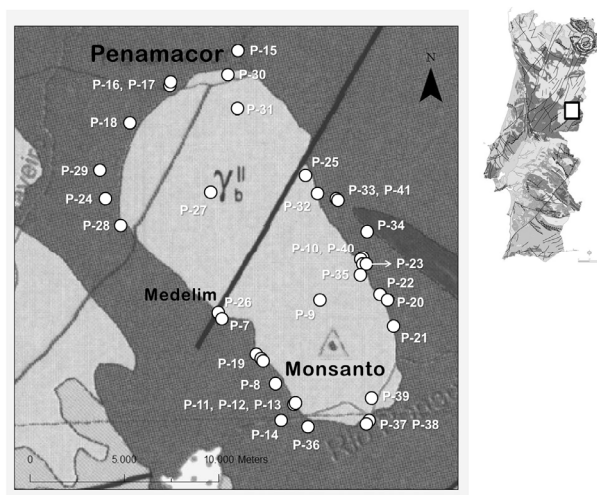 Penamacor
P-15
N
P-30
P-16, P-17
P-31
P-18
P-25
P-29
γ II b
P-33, P-41
P-24
P-27
P-32
P-28
P-34
P-10, P-40
P-23
P-35
P-22
Medelim
P-26
P-20
P-9
P-7
P-21
P-19
Monsanto
P-8
P-39
P-11, P-12, P-13
P-14
P-37 P-38
P-36
Rio
0 5.000 10.000 Meters